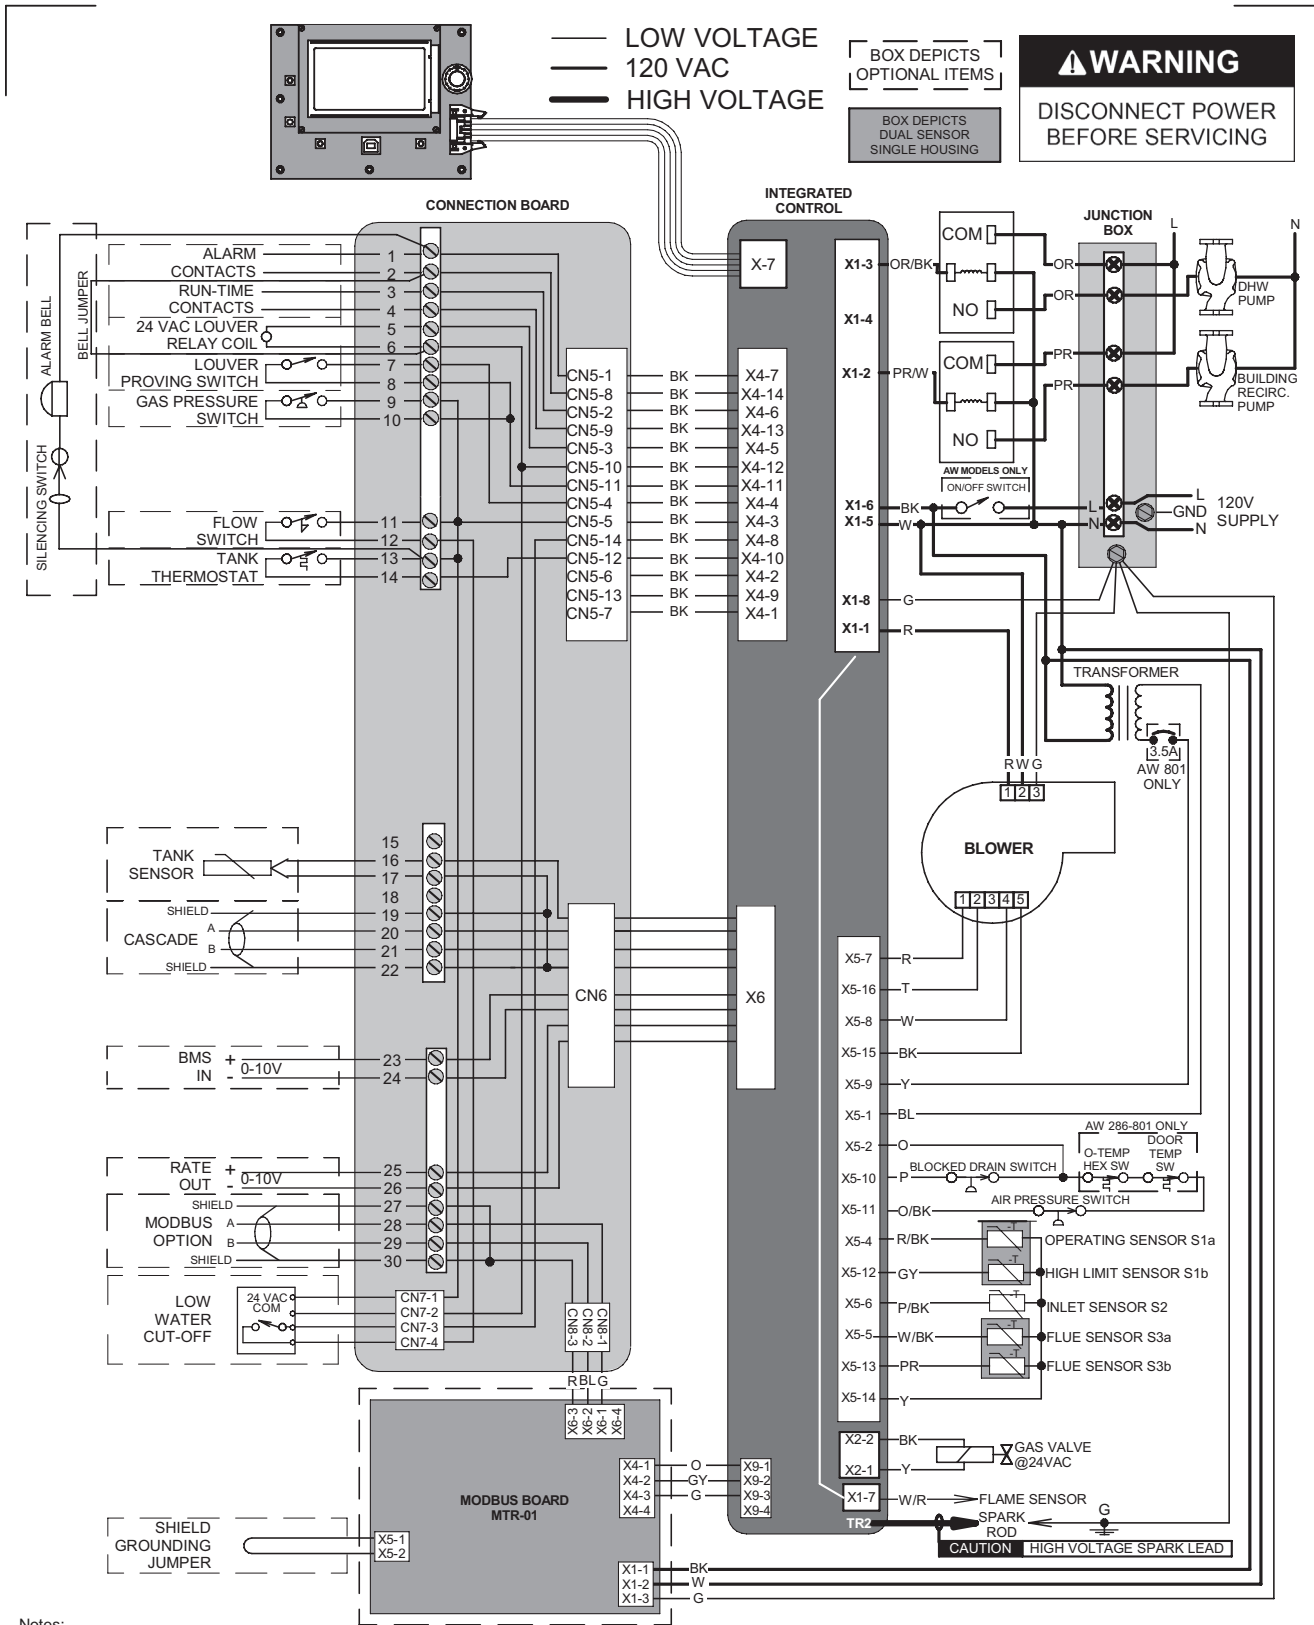 LOW VOLTAGE
120 VAC
HIGH VOLTAGE
BOX DEPICTS
OPTIONAL ITEMS
BOX DEPICTS
DUAL SENSOR
SINGLE HOUSING
WARNING
DISCONNECT POWER
BEFORE SERVICING
CONNECTION BOARD
INTEGRATED
CONTROL
JUNCTION
BOX
L
N
ALARM BELL
BELL JUMPER
SILENCING SWITCH
ALARM
CONTACTS
RUN-TIME
CONTACTS
24 VAC LOUVER
RELAY COIL
LOUVER
PROVING SWITCH
GAS PRESSURE
SWITCH
FLOW
SWITCH
TANK
THERMOSTAT
1
2
3
4
5
6
7
8
9
10
11
12
13
14
CN5-1 BK X4-7
CN5-8 BK X4-14
CN5-2 BK X4-6
CN5-9 BK X4-13
CN5-3 BK X4-5
CN5-10 BK X4-12
CN5-11 BK X4-11
CN5-4 BK X4-4
CN5-5 BK X4-3
CN5-14 BK X4-8
CN5-12 BK X4-10
CN5-6 BK X4-2
CN5-13 BK X4-9
CN5-7 BK X4-1
X-7
X1-3 OR/BK
X1-4
X1-2 PR/W
X1-6 BK
X1-5 W
X1-8 G
X1-1 R
COM
NO
COM
NO
OR
OR
PR
PR
DHW
PUMP
BUILDING
RECIRC.
PUMP
AW MODELS ONLY
ON/OFF SWITCH
L
N
L
GND
N
120V
SUPPLY
TRANSFORMER
3.5A
AW 801
ONLY
R W G
1 2 3
BLOWER
1 2 3 4 5
TANK
SENSOR
SHIELD
CASCADE
A
B
SHIELD
15
16
17
18
19
20
21
22
CN6
X6
BMS + 0-10V
IN -
23
24
RATE + 0-10V
OUT -
25
26
SHIELD
MODBUS A
OPTION B
SHIELD
27
28
29
30
LOW
WATER
CUT-OFF
24 VAC
COM
CN7-1
CN7-2
CN7-3
CN7-4
CN8-3
CN8-2
CN8-1
R BL G
X6-3
X6-2
X6-1
X6-4
X5-7 R
X5-16 T
X5-8 W
X5-15 BK
X5-9 Y
X5-1 BL
X5-2 O
X5-10 P
X5-11 O/BK
X5-4 R/BK
X5-12 GY
X5-6 P/BK
X5-5 W/BK
X5-13 PR
X5-14 Y
X2-2 BK
X2-1 Y
X1-7 W/R
TR2
AW 286-801 ONLY
O-TEMP
HEX SW
DOOR
TEMP
SW
BLOCKED DRAIN SWITCH
AIR PRESSURE SWITCH
-T
OPERATING SENSOR S1a
-T
HIGH LIMIT SENSOR S1b
-T
INLET SENSOR S2
-T
FLUE SENSOR S3a
-T
FLUE SENSOR S3b
GAS VALVE
@24VAC
FLAME SENSOR
SPARK
ROD
G
CAUTION HIGH VOLTAGE SPARK LEAD
MODBUS BOARD
MTR-01
X4-1 O X9-1
X4-2 GY X9-2
X4-3 G X9-3
X4-4 X9-4
SHIELD
GROUNDING
JUMPER
X5-1
X5-2
X1-1 BK
X1-2 W
X1-3 G
Notes: